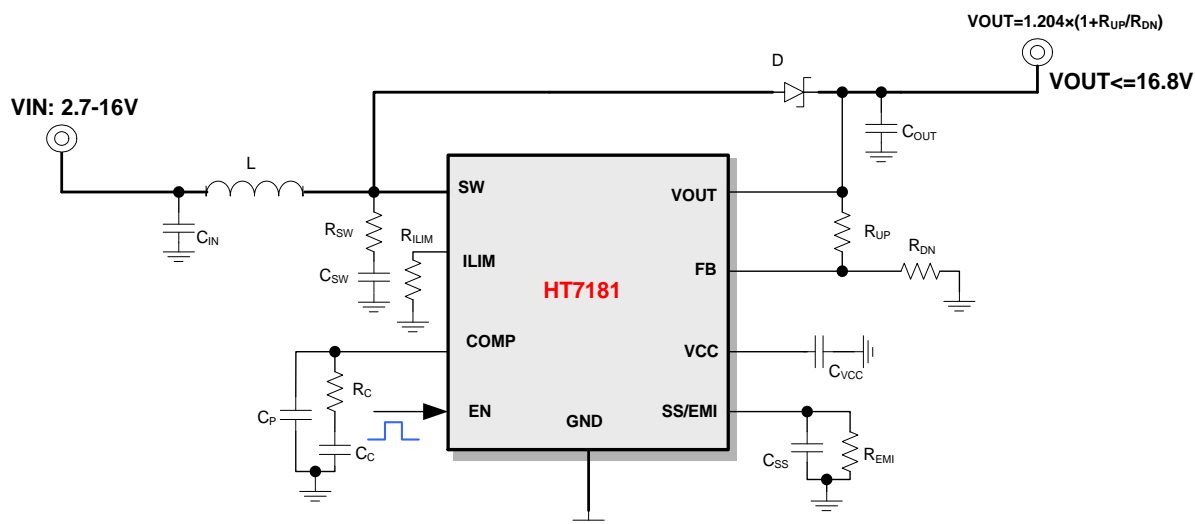 VOUT=1.204×(1+RUP/RDN)
D
VOUT<=16.8V
VIN: 2.7-16V
COUT
L
SW
VOUT
CIN
RSW
RILIM
RUP
RDN
CSW
ILIM
FB
HT7181
COMP
VCC
CVCC
RC
CP
EN
SS/EMI
GND
CC
CSS
REMI